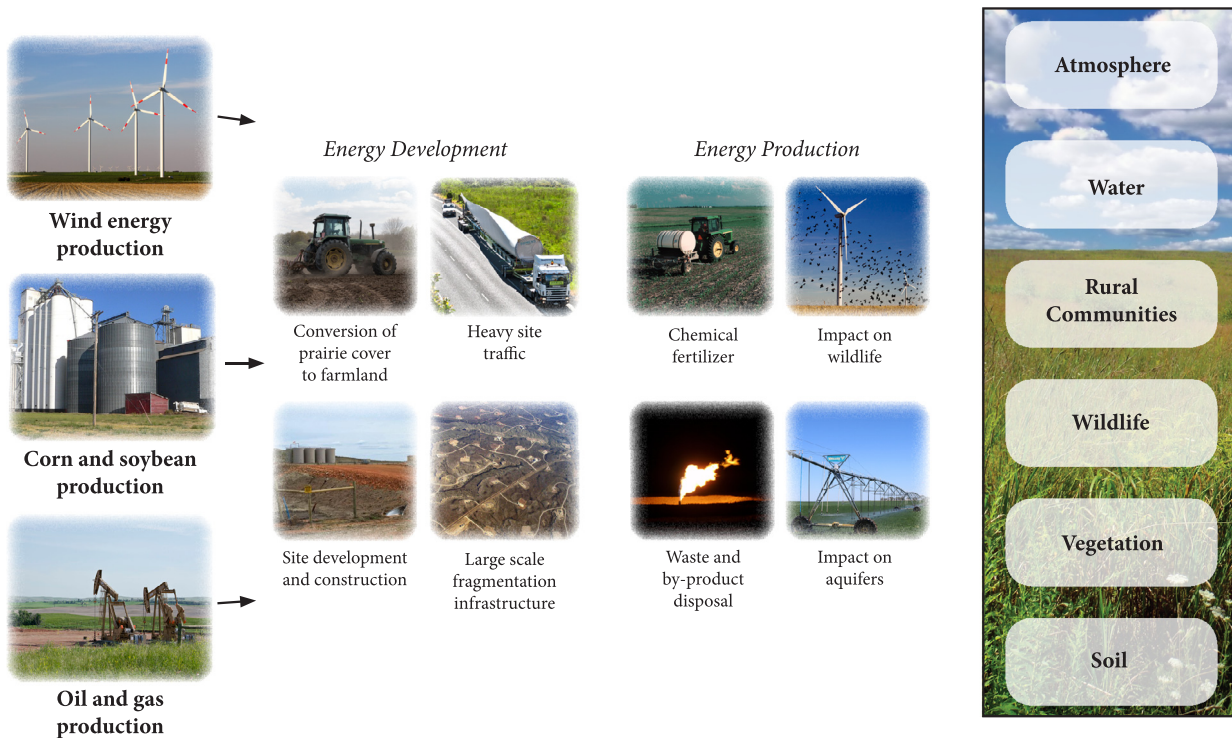 Wind energy
production
Corn and soybean
production
Oil and gas
production
Energy Development
Conversion of
prairie cover
to farmland
Heavy site
traffic
Site development
and construction
Large scale
fragmentation
infrastructure
Energy Production
Chemical
fertilizer
Impact on
wildlife
Waste and
by-product
disposal
Impact on
aquifers
Atmosphere
Water
Rural
Communities
Wildlife
Vegetation
Soil